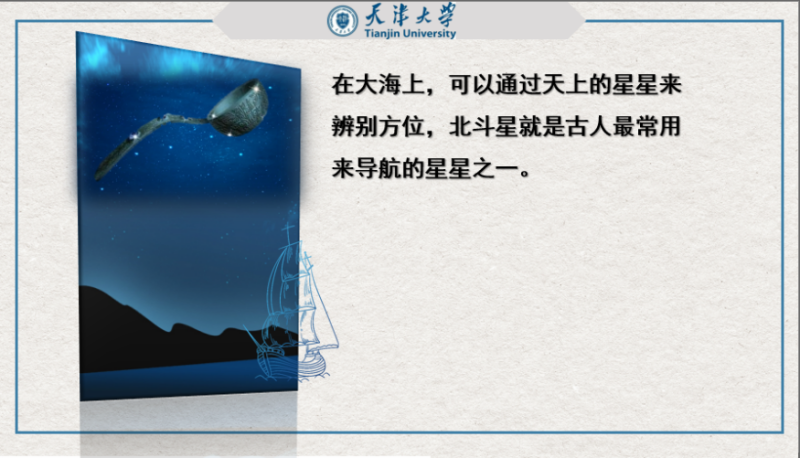 天津大学
Tianjin University
在大海上，可以通过天上的星星来
辨别方位，北斗星就是古人最常用
来导航的星星之一。